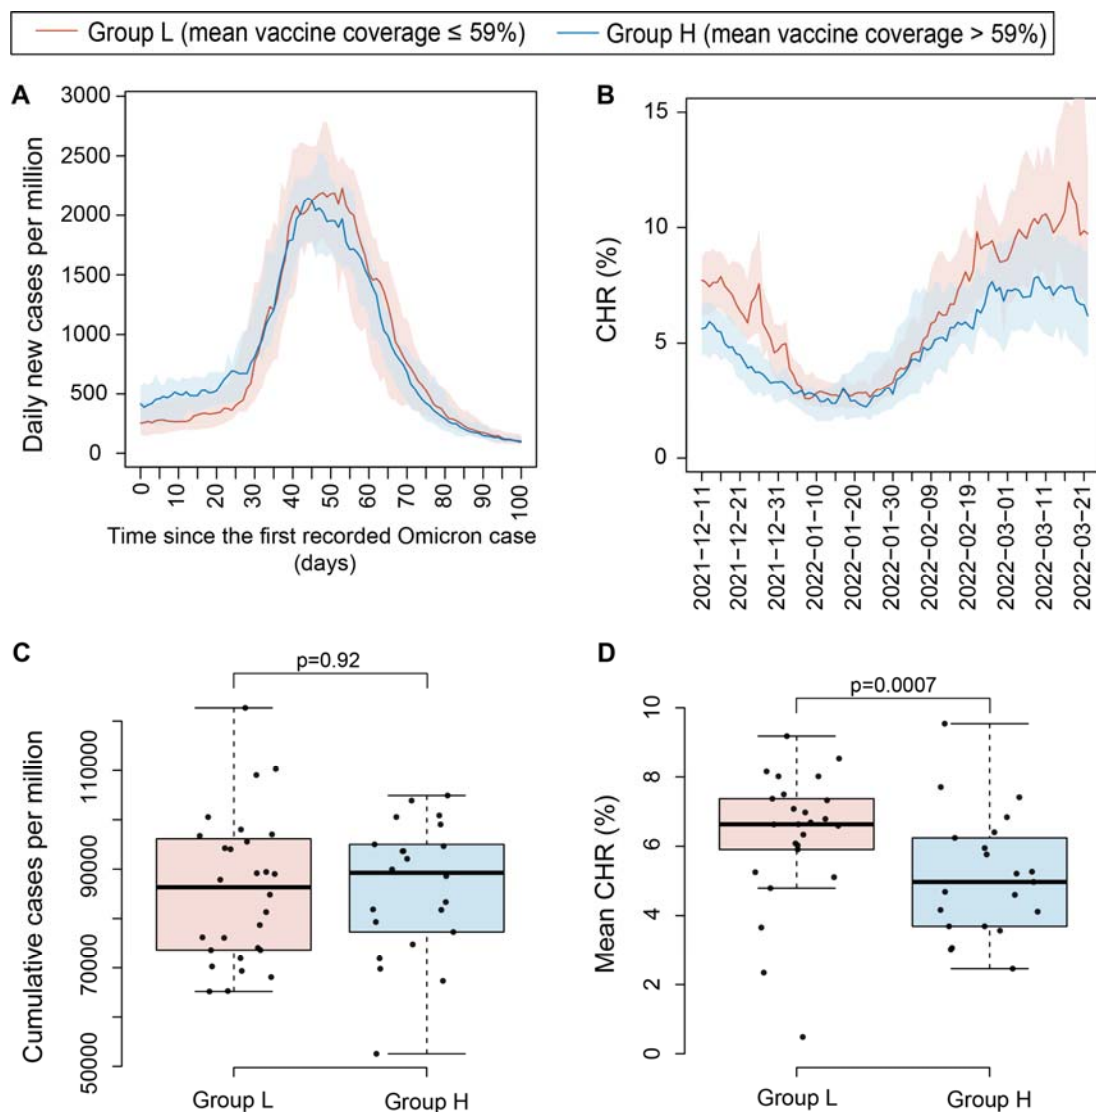 Group L (mean vaccine coverage ≤ 59%) Group H (mean vaccine coverage > 59%)
A
Daily new cases per million
3000
2500
2000
1500
1000
500
0
0 10 20 30 40 50 60 70 80 90 100
Time since the first recorded Omicron case
(days)
B
CHR (%)
15
10
5
0
2021−12−11
2021−12−21
2021−12−31
2022−01−10
2022−01−20
2022−01−30
2022−02−09
2022−02−19
2022−03−01
2022−03−11
2022−03−21
C
p=0.92
Cumulative cases per million
110000
90000
70000
50000
Group L Group H
D
p=0.0007
Mean CHR (%)
10
8
6
4
2
0
Group L Group H